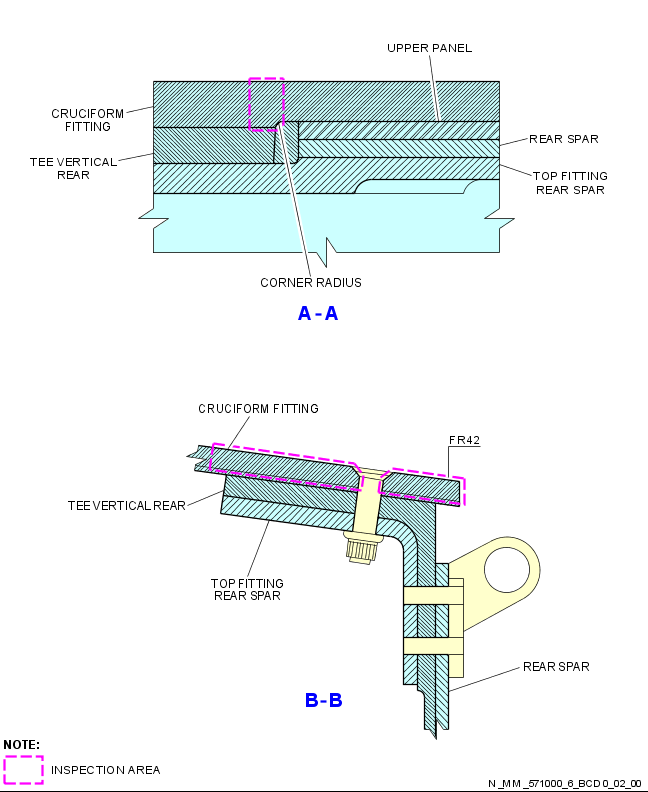 UPPER PANEL
CRUCIFORM
FITTING
REAR SPAR
TEE VERTICAL
REAR
TOP FITTING
REAR SPAR
CORNER RADIUS
A-A
CRUCIFORM FITTING
FR42
TEE VERTICAL REAR
TOP FITTING
REAR SPAR
REAR SPAR
B-B
NOTE:
INSPECTION AREA
N_MM_571000_6_BCD0_02_00